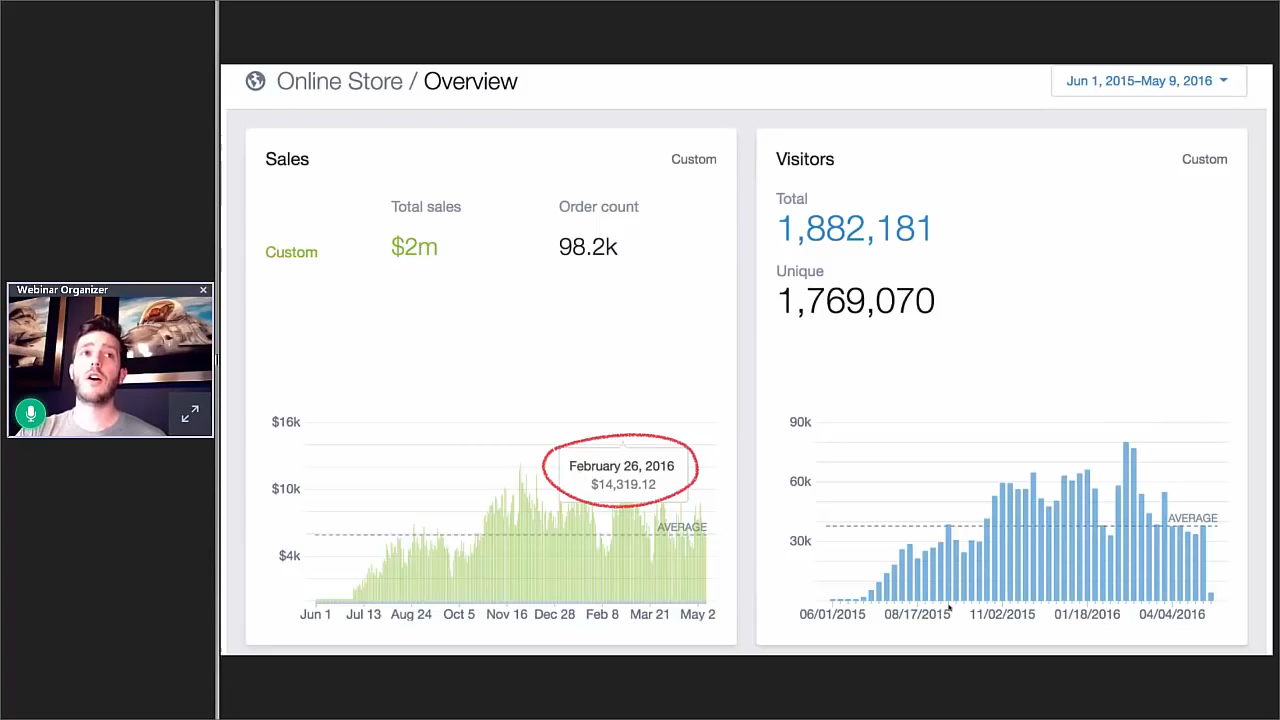 Online Store / Overview
Jun 1, 2015–May 9, 2016
Sales
Custom
Total sales
Order count
Custom
$2m
98.2k
$16k
$10k
$4k
February 26, 2016
$14,319.12
AVERAGE
Jun 1
Jul 13
Aug 24
Oct 5
Nov 16
Dec 28
Feb 8
Mar 21
May 2
Visitors
Custom
Total
1,882,181
Unique
1,769,070
90k
60k
30k
AVERAGE
06/01/2015
08/17/2015
11/02/2015
01/18/2016
04/04/2016
Webinar Organizer